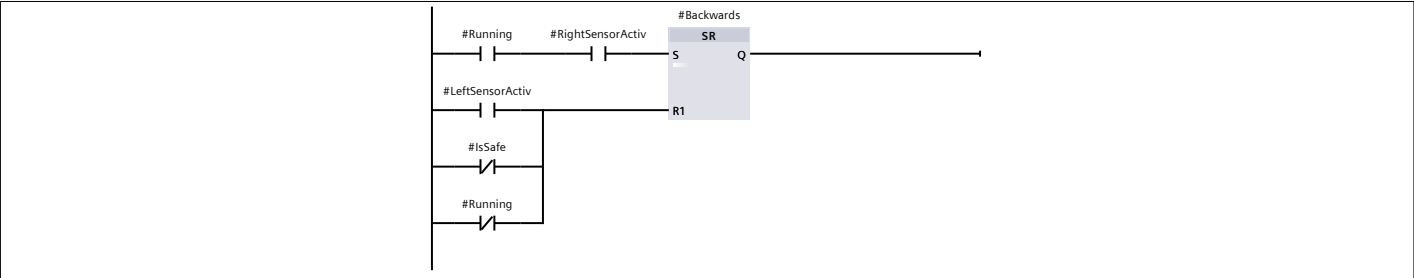 #Backwards
#Running #RightSensorActiv SR
S Q
#LeftSensorActiv
R1
#IsSafe
#Running